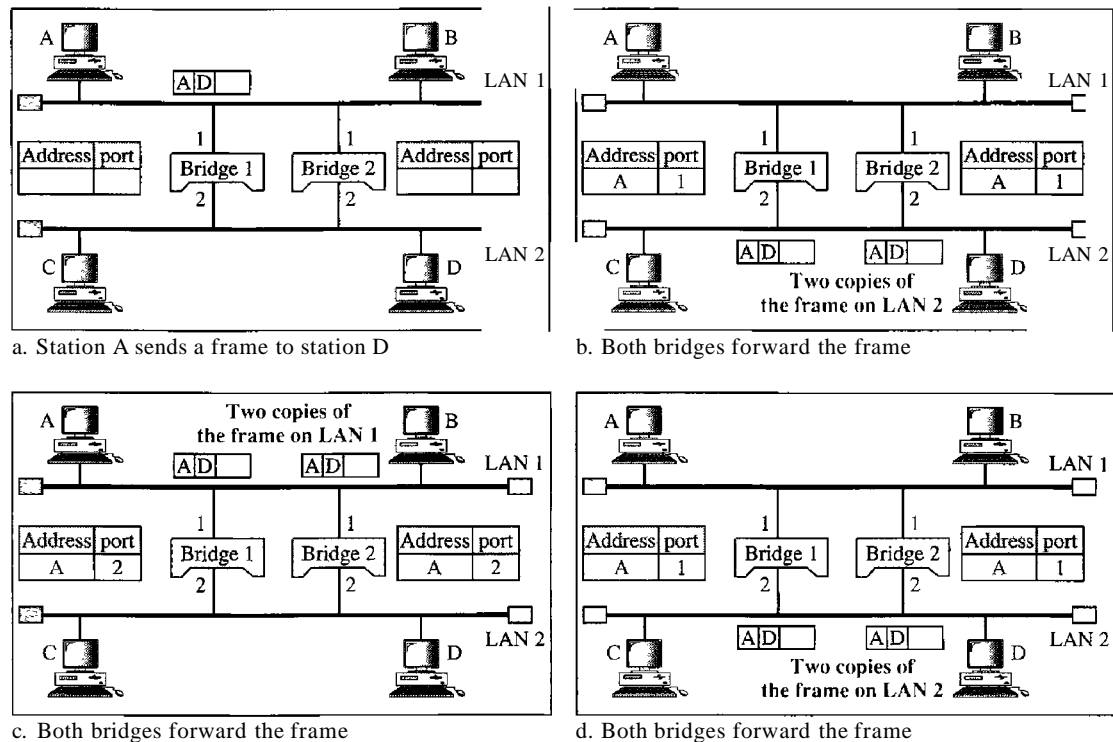 A
B
A D
LAN 1
1
1
Address port
Bridge 1
Bridge 2
Address port
2
2
LAN 2
C
D
a. Station A sends a frame to station D
A
B
LAN 1
1
1
Address port
A 1
Bridge 1
Bridge 2
Address port
A 1
2
2
LAN 2
A D
A D
C
D
Two copies of
the frame on LAN 2
b. Both bridges forward the frame
A
Two copies of
the frame on LAN 1
B
A D
A D
LAN 1
1
1
Address port
A 2
Bridge 1
Bridge 2
Address port
A 2
2
2
LAN 2
C
D
c. Both bridges forward the frame
A
B
LAN 1
1
1
Address port
A 1
Bridge 1
Bridge 2
Address port
A 1
2
2
LAN 2
A D
A D
C
D
Two copies of
the frame on LAN 2
d. Both bridges forward the frame